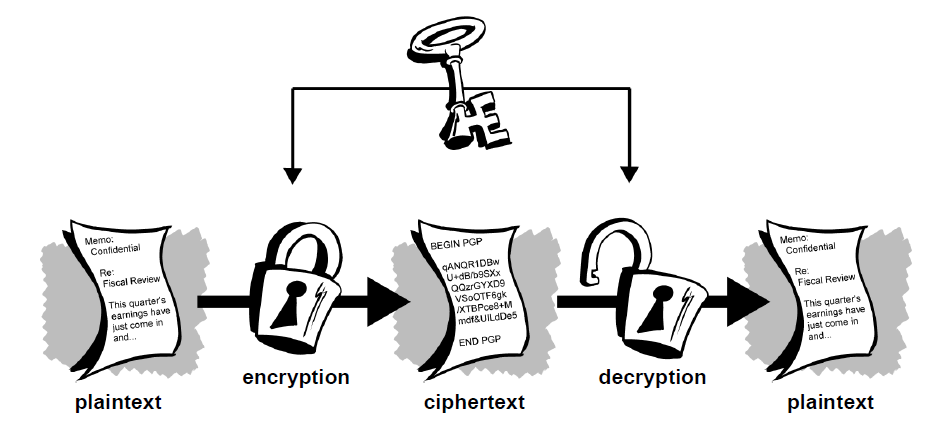 Memo:
Confidential
Re:
Fiscal Review
This quarter's
earnings have
just come in
and...
plaintext
encryption
BEGIN PGP
qANQR1DBw
U+dB/b9SXx
QQzrGYXD9
VSoOTF6gk
/XTBPce8+M
mdf&UlLdDe5
END PGP
ciphertext
decryption
Memo:
Confidential
Re:
Fiscal Review
This quarter's
earnings have
just come in
and...
plaintext